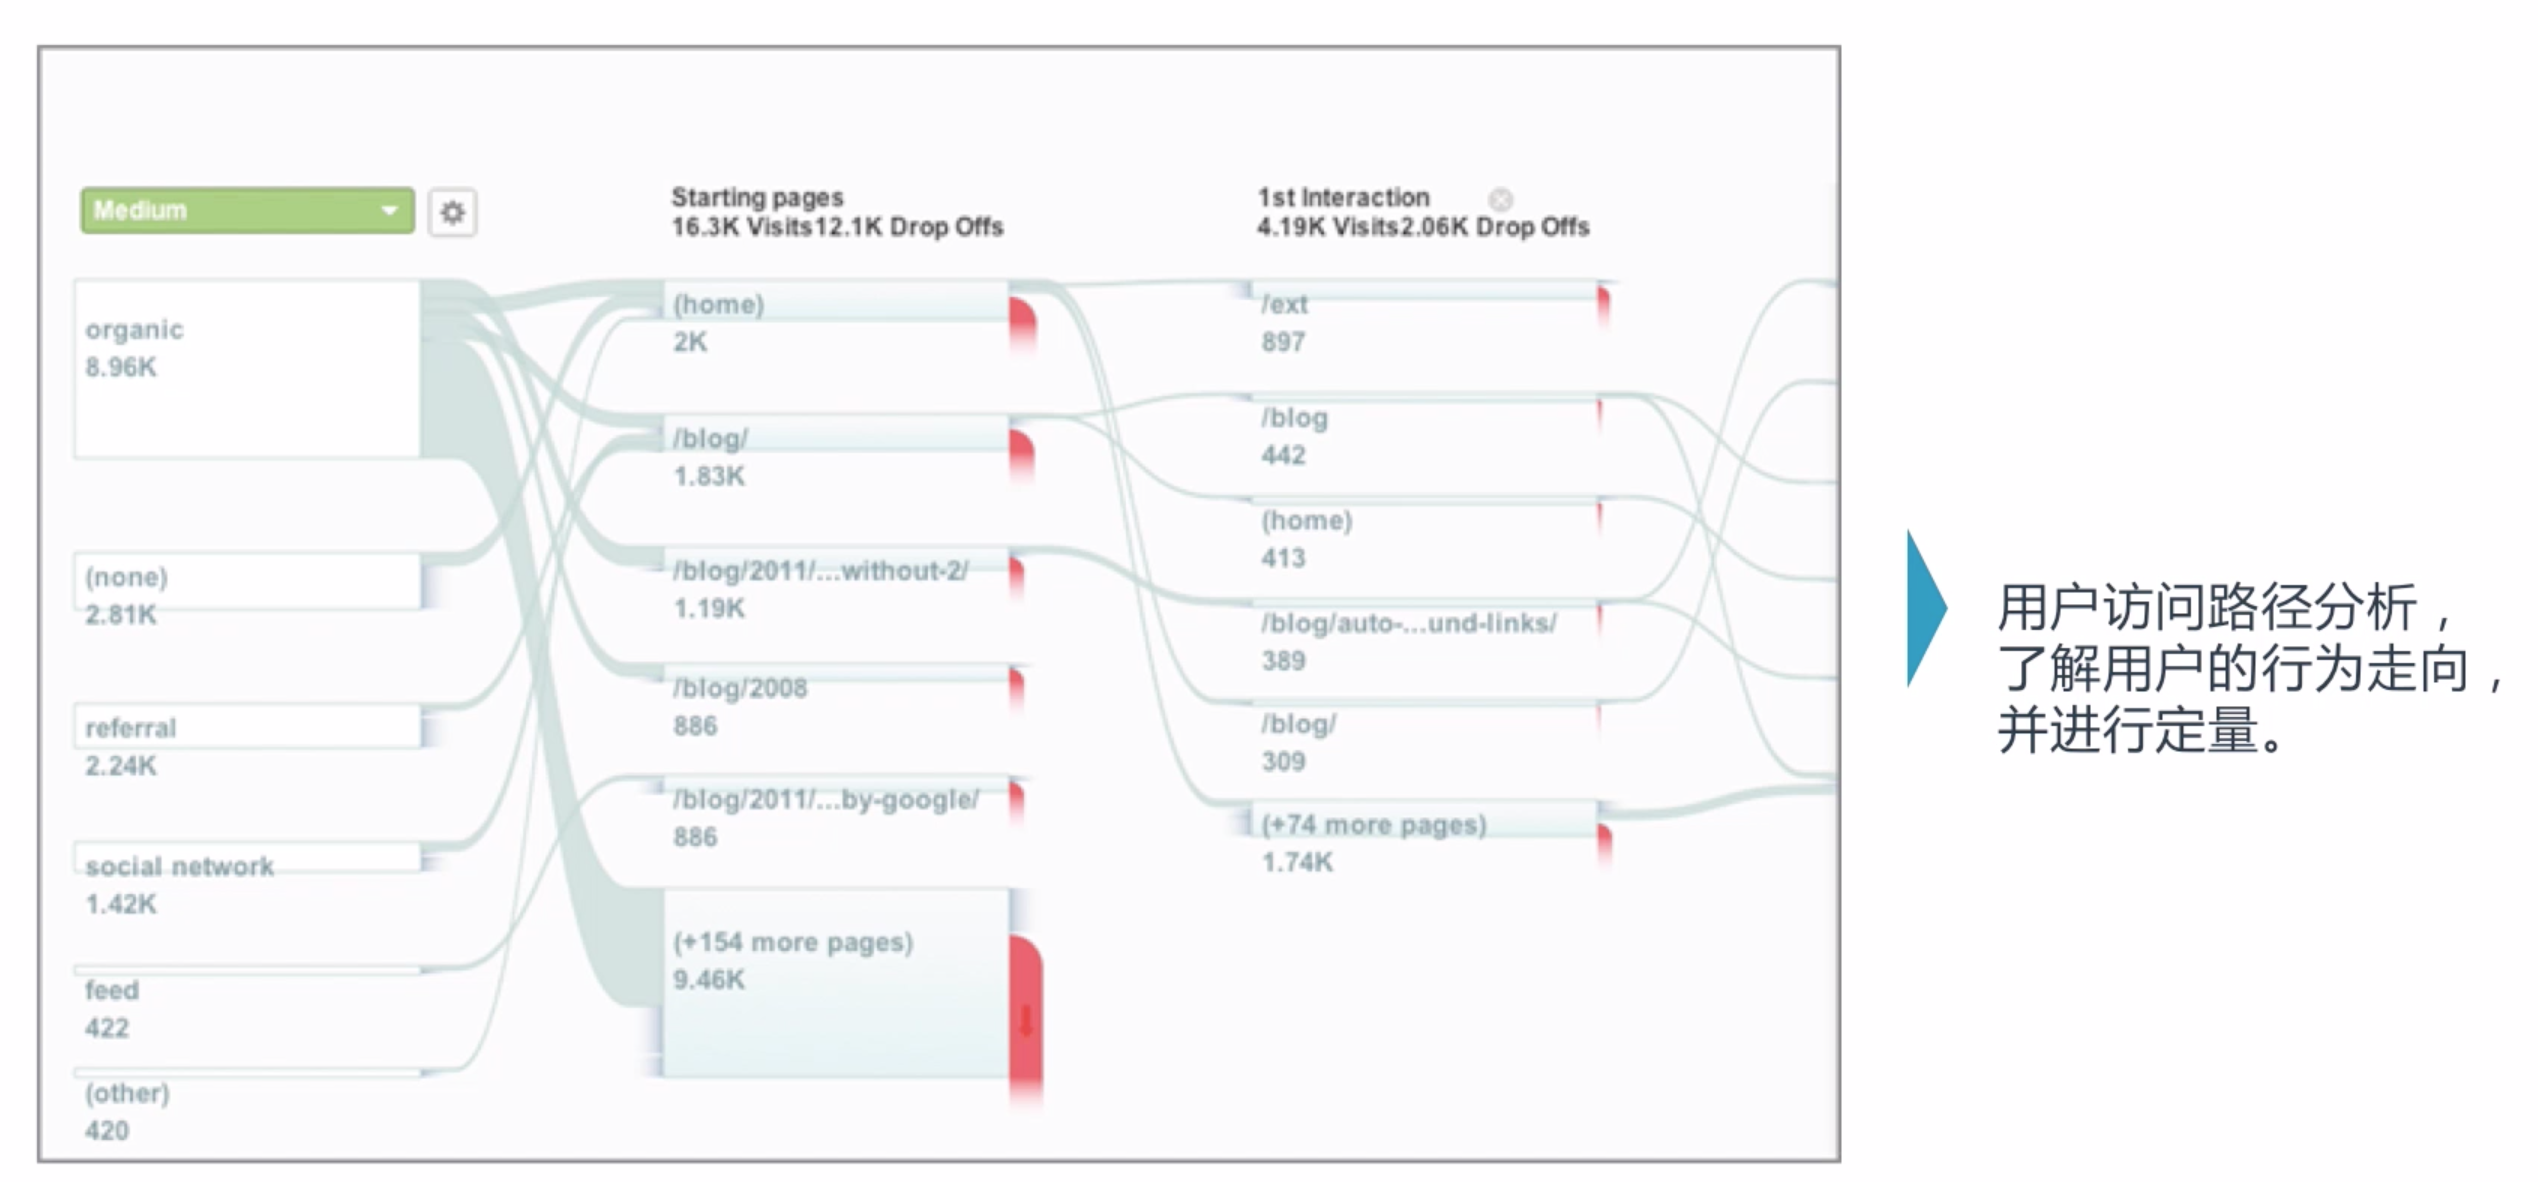 Medium
organic
8.96K
(none)
2.81K
referral
2.24K
social network
1.42K
feed
422
(other)
420
Starting pages
16.3K Visits12.1K Drop Offs
(home)
2K
/blog/
1.83K
/blog/2011/...without-2/
1.19K
/blog/2008
886
/blog/2011/...by-google/
886
(+154 more pages)
9.46K
1st Interaction
4.19K Visits2.06K Drop Offs
/ext
897
/blog
442
(home)
413
/blog/auto-...und-links/
389
/blog/
309
(+74 more pages)
1.74K
用户访问路径分析，
了解用户的行为走向，
并进行定量。